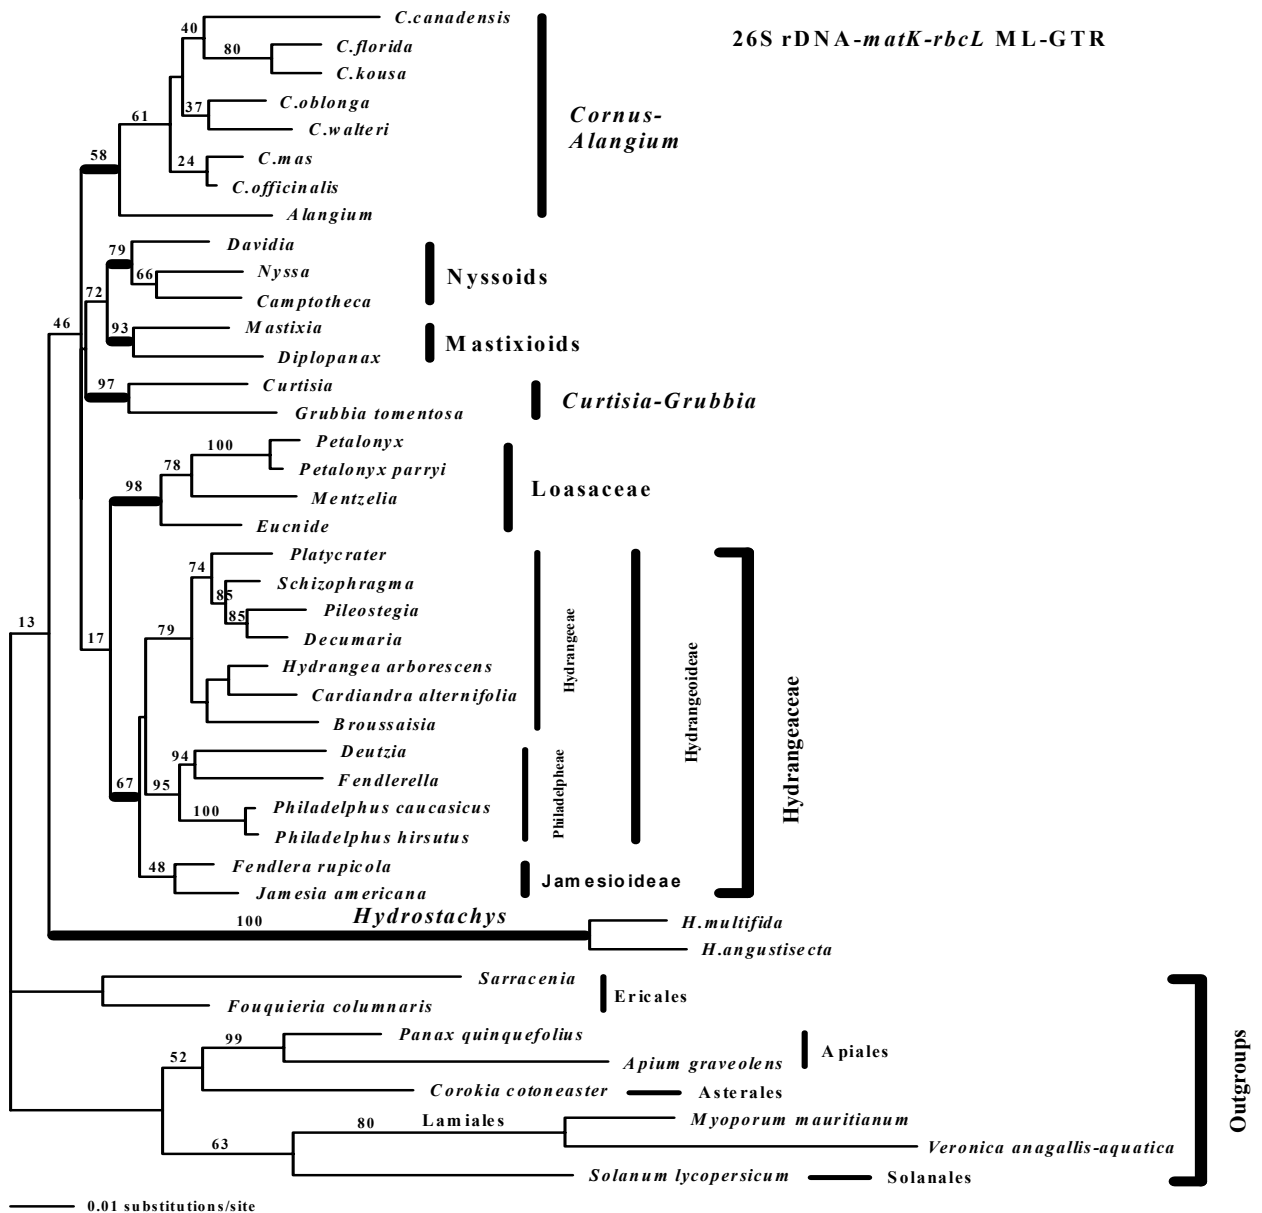 C.canadensis
40
26S rDNA-matK-rbcL ML-GTR
80
C.florida
C.kousa
37
C.oblonga
C.walteri
Cornus-
Alangium
61
58
24
C.mas
C.officinalis
Alangium
79
Davidia
66
Nyssa
Camptotheca
Nyssoids
72
93
Mastixia
Diplopanax
Mastixioids
46
97
Curtisia
Grubbia tomentosa
Curtisia-Grubbia
100
Petalonyx
Petalonyx parryi
78
98
Mentzelia
Eucnide
Loasaceae
Platycrater
74
Schizophragma
85
Pileostegia
85
Decumaria
13
17
79
Hydrangea arborescens
Cardiandra alternifolia
Broussaisia
Hydrangeeae
Hydrangeoideae
Hydrangeaceae
94
Deutzia
Fendlerella
67
95
100
Philadelphus caucasicus
Philadelphus hirsutus
Philadelpheae
48
Fendlera rupicola
Jamesia americana
Jamesioideae
100
Hydrostachys
H.multifida
H.angustisecta
Sarracenia
Fouquieria columnaris
Ericales
99
Panax quinquefolius
Apium graveolens
Apiales
52
Corokia cotoneaster
Asterales
Outgroups
63
80
Lamiales
Myoporum mauritianum
Veronica anagallis-aquatica
Solanum lycopersicum
Solanales
0.01 substitutions/site